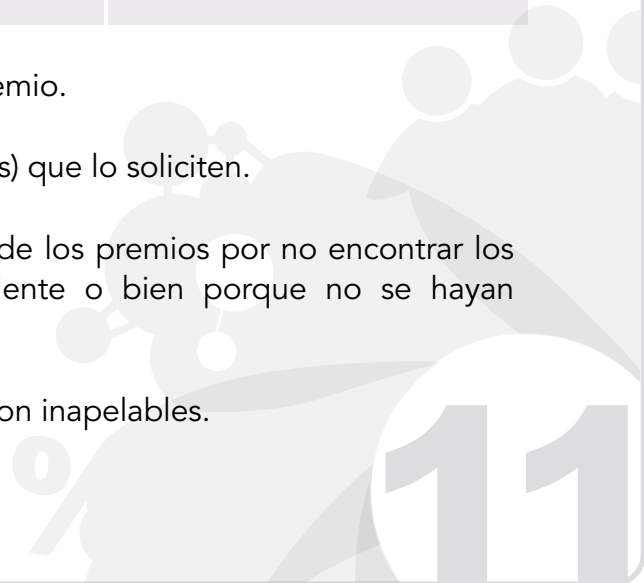 emio.
s) que lo soliciten.
de los premios por no encontrar los
iente o bien porque no se hayan
on inapelables.
%
11